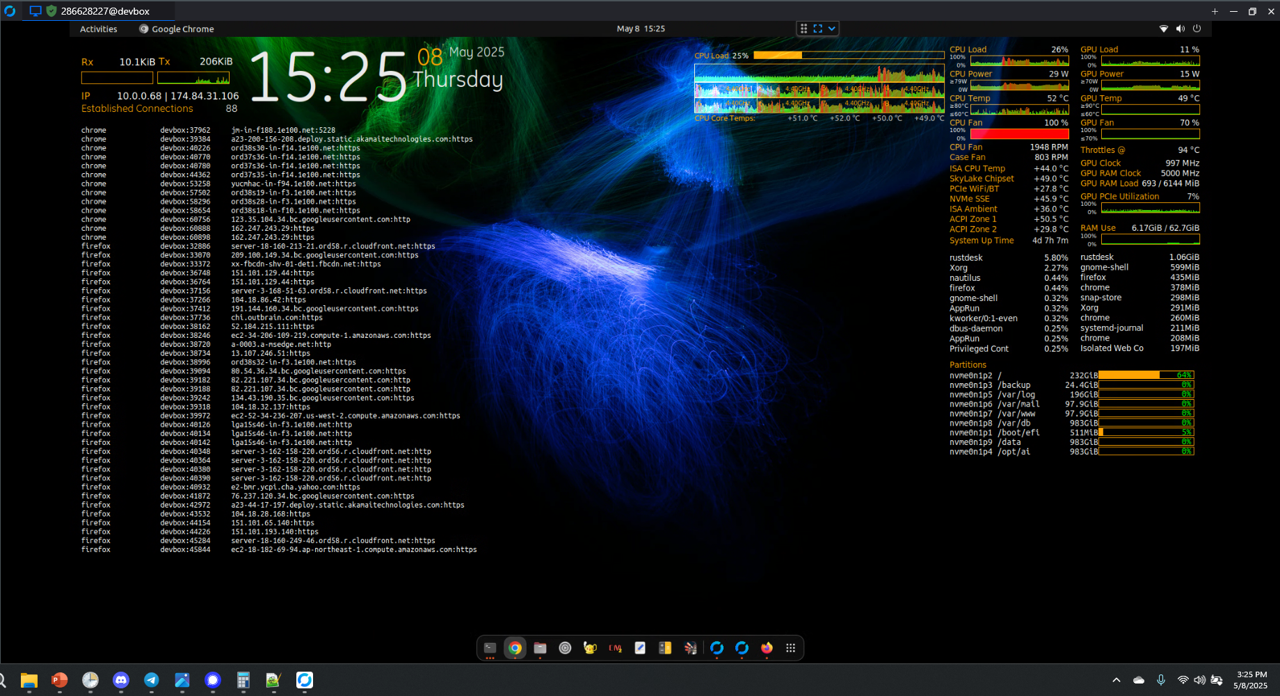 286628227@devbox
Activities
Google Chrome
May 8 15:25
Rx 10.1KiB Tx 206KiB
IP 10.0.0.68 | 174.84.31.106
Established Connections 88
15:25
08 May 2025
Thursday
chrome devbox:37962 jm-in-f188.1e100.net:5228
chrome devbox:39384 a23-200-156-208.deploy.static.akamaitechnologies.com:https
chrome devbox:40226 ord38s30-in-f14.1e100.net:https
chrome devbox:40770 ord37s36-in-f14.1e100.net:https
chrome devbox:40780 ord37s35-in-f14.1e100.net:https
chrome devbox:44362 ord37s35-in-f14.1e100.net:https
chrome devbox:53258 yucmhac-in-f94.1e100.net:https
chrome devbox:57502 ord38s19-in-f3.1e100.net:https
chrome devbox:58296 ord38s28-in-f3.1e100.net:https
chrome devbox:58654 ord38s18-in-f10.1e100.net:https
chrome devbox:60756 123.35.104.34.bc.googleusercontent.com:http
chrome devbox:60888 162.247.243.29:https
chrome devbox:60898 162.247.243.29:https
firefox devbox:32886 server-18-160-213-21.ord58.r.cloudfront.net:https
firefox devbox:33070 209.100.149.34.bc.googleusercontent.com:https
firefox devbox:33372 xx-fbcdn-shv-01-det1.fbcdn.net:https
firefox devbox:36748 151.101.129.44:https
firefox devbox:36764 151.101.129.44:https
firefox devbox:37156 server-3-168-51-63.ord58.r.cloudfront.net:https
firefox devbox:37266 104.18.86.42:https
firefox devbox:37412 191.144.160.34.bc.googleusercontent.com:https
firefox devbox:37736 chi.outbrain.com:https
firefox devbox:38162 52.184.215.111:https
firefox devbox:38246 ec2-34-206-109-219.compute-1.amazonaws.com:https
firefox devbox:38720 a-0003.a-msedge.net:http
firefox devbox:38734 13.107.246.51:https
firefox devbox:38996 ord38s32-in-f3.1e100.net:https
firefox devbox:39094 80.54.36.34.bc.googleusercontent.com:https
firefox devbox:39182 82.221.107.34.bc.googleusercontent.com:http
firefox devbox:39188 82.221.107.34.bc.googleusercontent.com:http
firefox devbox:39242 134.43.190.35.bc.googleusercontent.com:https
firefox devbox:39318 104.18.32.137:https
firefox devbox:39972 ec2-52-34-236-207.us-west-2.compute.amazonaws.com:https
firefox devbox:40126 lga15s46-in-f3.1e100.net:http
firefox devbox:40134 lga15s46-in-f3.1e100.net:http
firefox devbox:40142 lga15s46-in-f3.1e100.net:http
firefox devbox:40348 server-3-162-158-220.ord56.r.cloudfront.net:http
firefox devbox:40364 server-3-162-158-220.ord56.r.cloudfront.net:http
firefox devbox:40380 server-3-162-158-220.ord56.r.cloudfront.net:http
firefox devbox:40390 server-3-162-158-220.ord56.r.cloudfront.net:http
firefox devbox:40932 e2-bmr.ycpi.cha.yahoo.com:https
firefox devbox:41872 76.237.120.34.bc.googleusercontent.com:https
firefox devbox:42972 a23-44-17-197.deploy.static.akamaitechnologies.com:https
firefox devbox:43532 104.18.28.168:https
firefox devbox:44154 151.101.65.140:https
firefox devbox:44226 151.101.193.140:https
firefox devbox:45284 server-18-160-249-46.ord58.r.cloudfront.net:https
firefox devbox:45844 ec2-18-182-69-94.ap-northeast-1.compute.amazonaws.com:https
CPU Load: 25%
4.40GHz 4.40GHz 4.40GHz
4.40GHz 4.40GHz 4.40GHz
CPU Core Temps: +51.0 °C +52.0 °C +50.0 °C +49.0 °C
CPU Load 26%
100%
0%
CPU Power 29 W
≥79W
0W
CPU Temp 52 °C
≥80°C
≤60°C
CPU Fan 100 %
100%
0%
CPU Fan 1948 RPM
Case Fan 803 RPM
ISA CPU Temp +44.0 °C
SkyLake Chipset +49.0 °C
PCIe WiFi/BT +27.8 °C
NVMe SSE +45.9 °C
ISA Ambient +36.0 °C
ACPI Zone 1 +50.5 °C
ACPI Zone 2 +29.8 °C
System Up Time 4d 7h 7m
GPU Load 11 %
100%
0%
GPU Power 15 W
≥70W
0W
GPU Temp 49 °C
≥90°C
≤60°C
GPU Fan 70 %
100%
≤70%
Throttles @ 94 °C
GPU Clock 997 MHz
GPU RAM Clock 5000 MHz
GPU RAM Load 693 / 6144 MiB
GPU PCIe Utilization 7%
100%
0%
RAM Use 6.17GiB / 62.7GiB
100%
0%
rustdesk 5.80%
Xorg 2.27%
nautilus 0.44%
firefox 0.44%
gnome-shell 0.32%
AppRun 0.32%
kworker/0:1-even 0.32%
dbus-daemon 0.25%
AppRun 0.25%
Privileged Cont 0.25%
rustdesk 1.06GiB
gnome-shell 599MiB
firefox 435MiB
chrome 378MiB
snap-store 298MiB
Xorg 291MiB
chrome 260MiB
systemd-journal 211MiB
chrome 208MiB
Isolated Web Co 197MiB
Partitions
nvme0n1p2 / 232GiB 64%
nvme0n1p3 /backup 24.4GiB 0%
nvme0n1p5 /var/log 196GiB 0%
nvme0n1p6 /var/mail 97.9GiB 0%
nvme0n1p7 /var/www 97.9GiB 0%
nvme0n1p8 /var/db 983GiB 0%
nvme0n1p1 /boot/efi 511MiB 5%
nvme0n1p9 /data 983GiB 0%
nvme0n1p4 /opt/ai 983GiB 0%
3:25 PM
5/8/2025